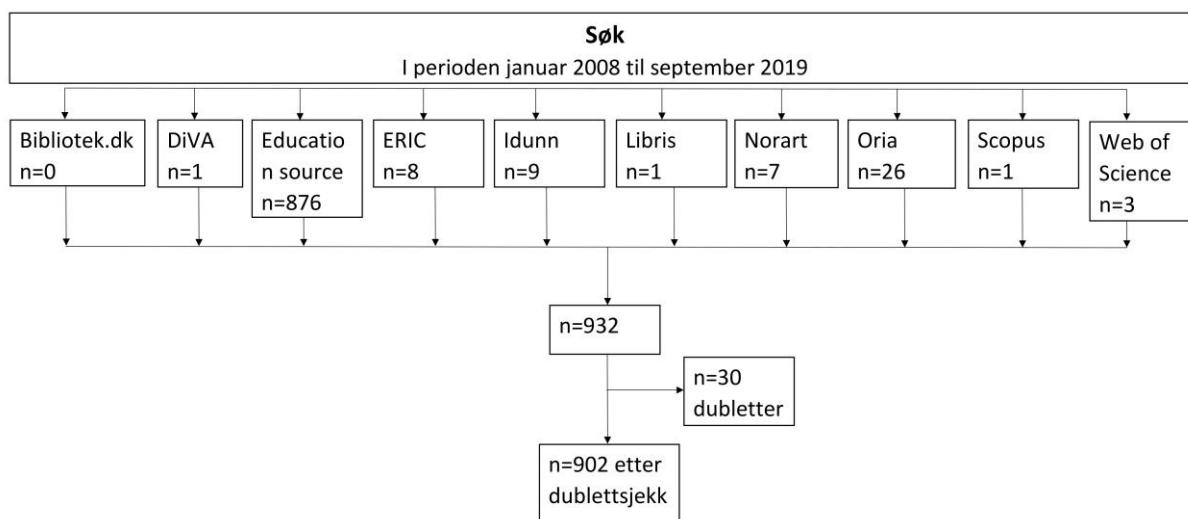 Søk
I perioden januar 2008 til september 2019
Bibliotek.dk
n=0
DiVA
n=1
Educatio
n source
n=876
ERIC
n=8
Idunn
n=9
Libris
n=1
Norart
n=7
Oria
n=26
Scopus
n=1
Web of
Science
n=3
n=932
n=30
dubletter
n=902 etter
dublettsjekk